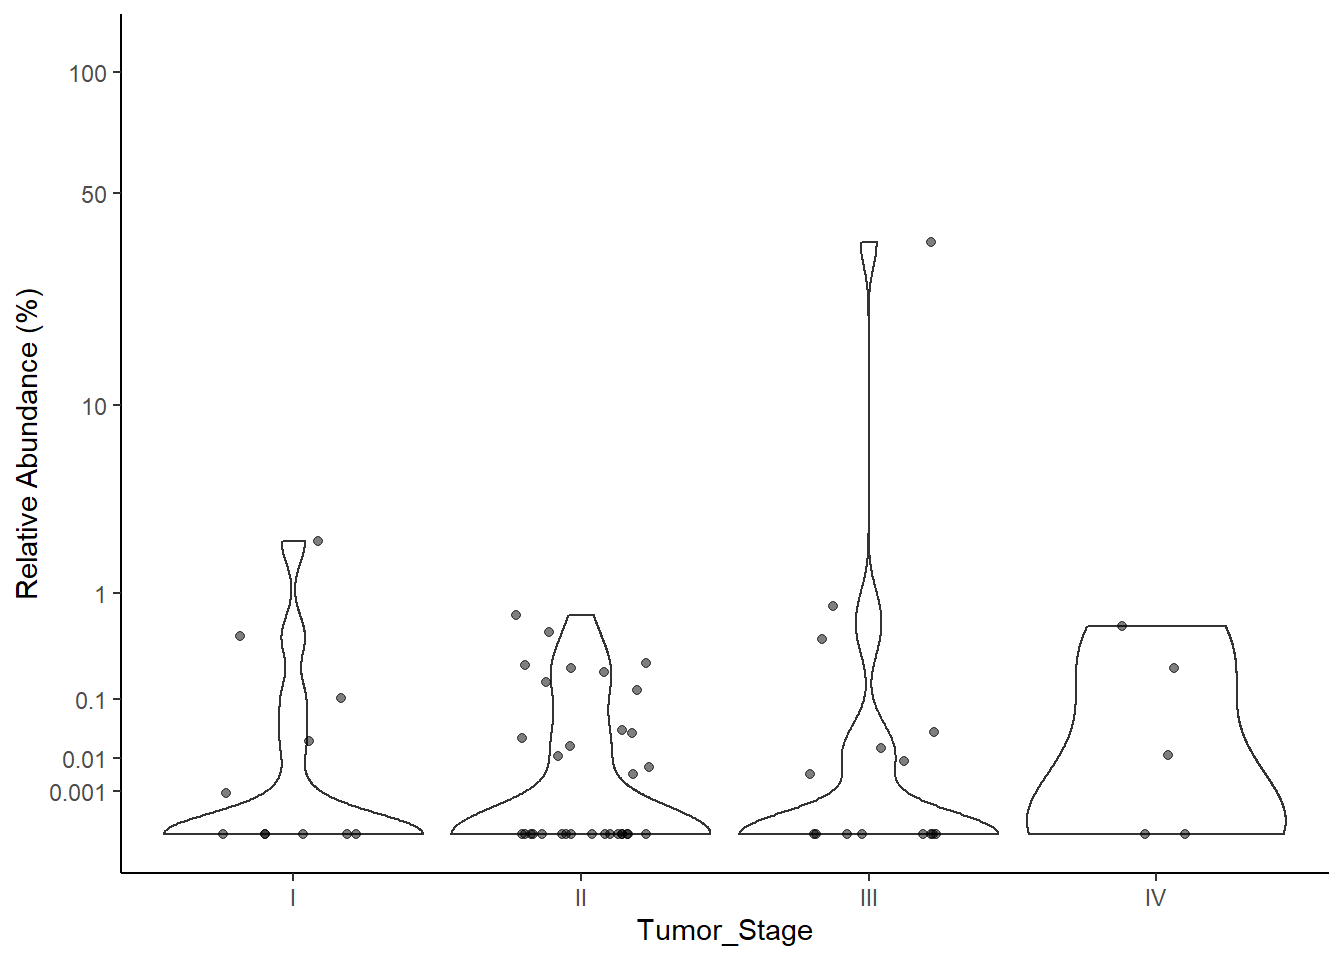 Relative Abundance (%)
100
50
10
1
0.1
0.01
0.001
I
II
III
IV
Tumor_Stage